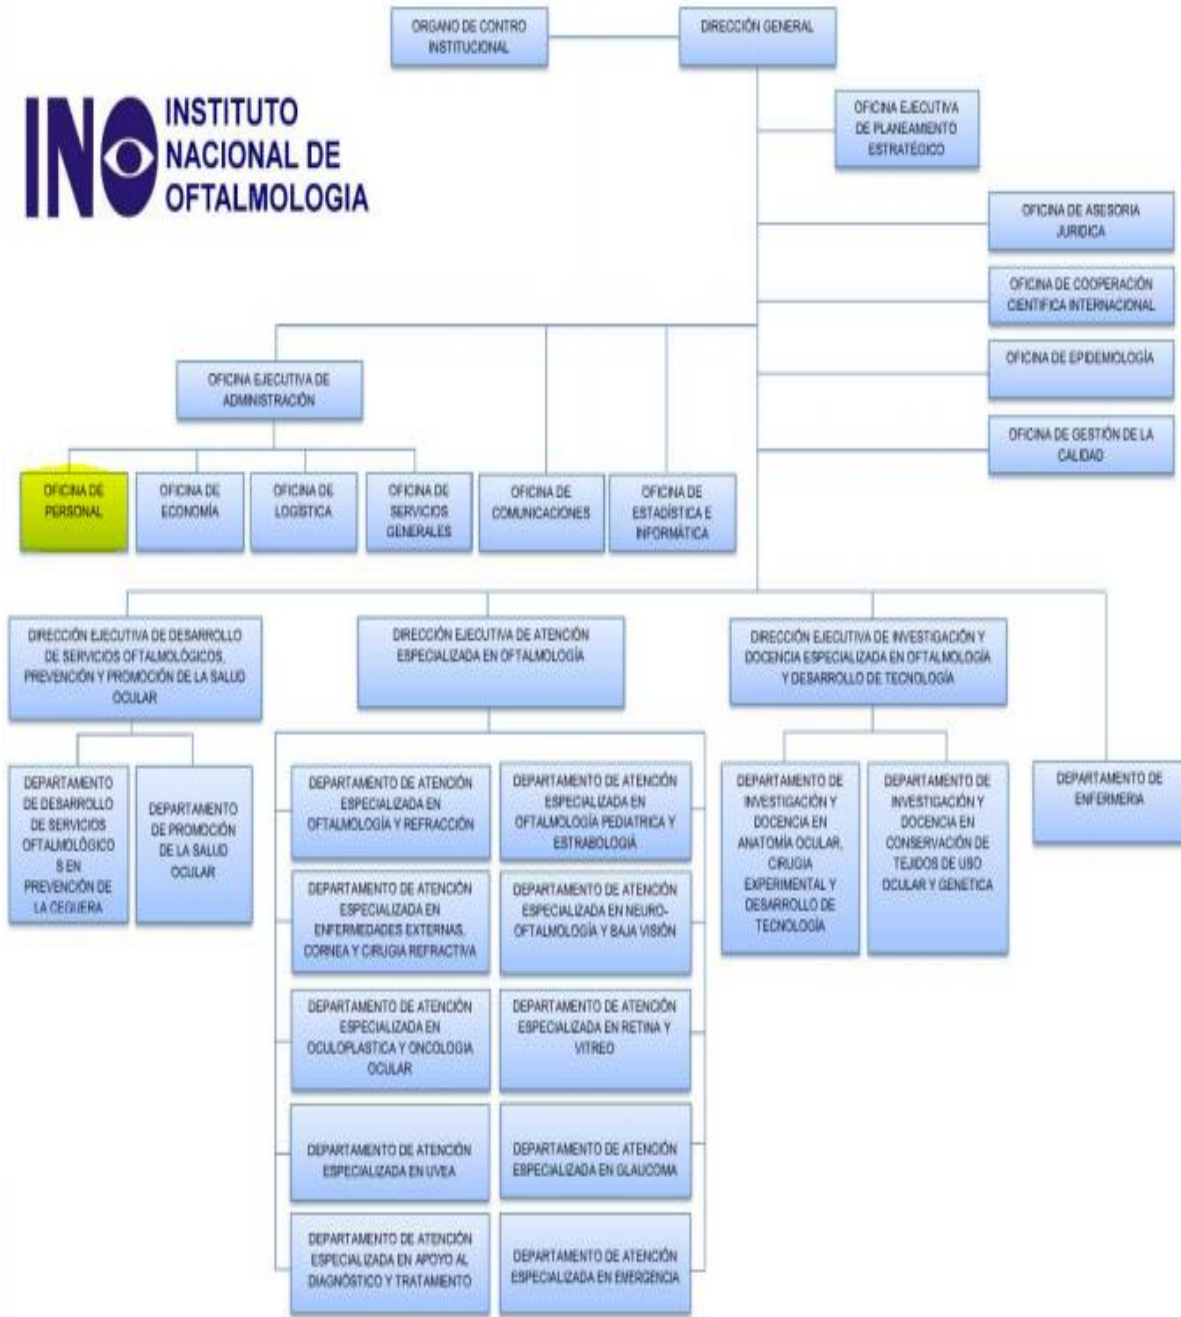 ORGANO DE CONTRO
INSTITUCIONAL
DIRECCIÓN GENERAL
OFICINA EJECUTIVA
DE PLANEAMIENTO
ESTRATÉGICO
INO
INSTITUTO
NACIONAL DE
OFTALMOLOGIA
OFICINA DE ASESORIA
JURIDICA
OFICINA DE COOPERACIÓN
CIENTIFICA INTERNACIONAL
OFICINA DE EPIDEMIOLOGÍA
OFICINA DE GESTIÓN DE LA
CALIDAD
OFICINA EJECUTIVA DE
ADMINISTRACIÓN
OFICINA DE
PERSONAL
OFICINA DE
ECONOMÍA
OFICINA DE
LOGÍSTICA
OFICINA DE
SERVICIOS
GENERALES
OFICINA DE
COMUNICACIONES
OFICINA DE
ESTADÍSTICA E
INFORMÁTICA
DIRECCIÓN EJECUTIVA DE DESARROLLO
DE SERVICIOS OFTALMOLÓGICOS,
PREVENCIÓN Y PROMOCIÓN DE LA SALUD
OCULAR
DIRECCIÓN EJECUTIVA DE ATENCIÓN
ESPECIALIZADA EN OFTALMOLOGÍA
DIRECCIÓN EJECUTIVA DE INVESTIGACIÓN Y
DOCENCIA ESPECIALIZADA EN OFTALMOLOGÍA
Y DESARROLLO DE TECNOLOGÍA
DEPARTAMENTO
DE DESARROLLO
DE SERVICIOS
OFTALMOLÓGICO
S EN
PREVENCIÓN DE
LA CEGUERA
DEPARTAMENTO
DE PROMOCIÓN
DE LA SALUD
OCULAR
DEPARTAMENTO DE ATENCIÓN
ESPECIALIZADA EN
OFTALMOLOGÍA Y REFRACCIÓN
DEPARTAMENTO DE ATENCIÓN
ESPECIALIZADA EN
OFTALMOLOGÍA PEDIATRICA Y
ESTRABOLOGÍA
DEPARTAMENTO DE ATENCIÓN
ESPECIALIZADA EN
ENFERMEDADES EXTERNAS,
CORNEA Y CIRUGIA REFRACTIVA
DEPARTAMENTO DE ATENCIÓN
ESPECIALIZADA EN NEURO-
OFTALMOLOGÍA Y BAJA VISIÓN
DEPARTAMENTO DE ATENCIÓN
ESPECIALIZADA EN
OCULOPLASTICA Y ONCOLOGIA
OCULAR
DEPARTAMENTO DE ATENCIÓN
ESPECIALIZADA EN RETINA Y
VITREO
DEPARTAMENTO DE ATENCIÓN
ESPECIALIZADA EN UVEA
DEPARTAMENTO DE ATENCIÓN
ESPECIALIZADA EN GLAUCOMA
DEPARTAMENTO DE ATENCIÓN
ESPECIALIZADA EN APOYO AL
DIAGNÓSTICO Y TRATAMIENTO
DEPARTAMENTO DE ATENCIÓN
ESPECIALIZADA EN EMERGENCIA
DEPARTAMENTO DE
INVESTIGACIÓN Y
DOCENCIA EN
ANATOMÍA OCULAR,
CIRUGIA
EXPERIMENTAL Y
DESARROLLO DE
TECNOLOGÍA
DEPARTAMENTO DE
INVESTIGACIÓN Y
DOCENCIA EN
CONSERVACIÓN DE
TEJIDOS DE USO
OCULAR Y GENETICA
DEPARTAMENTO DE
ENFERMERIA